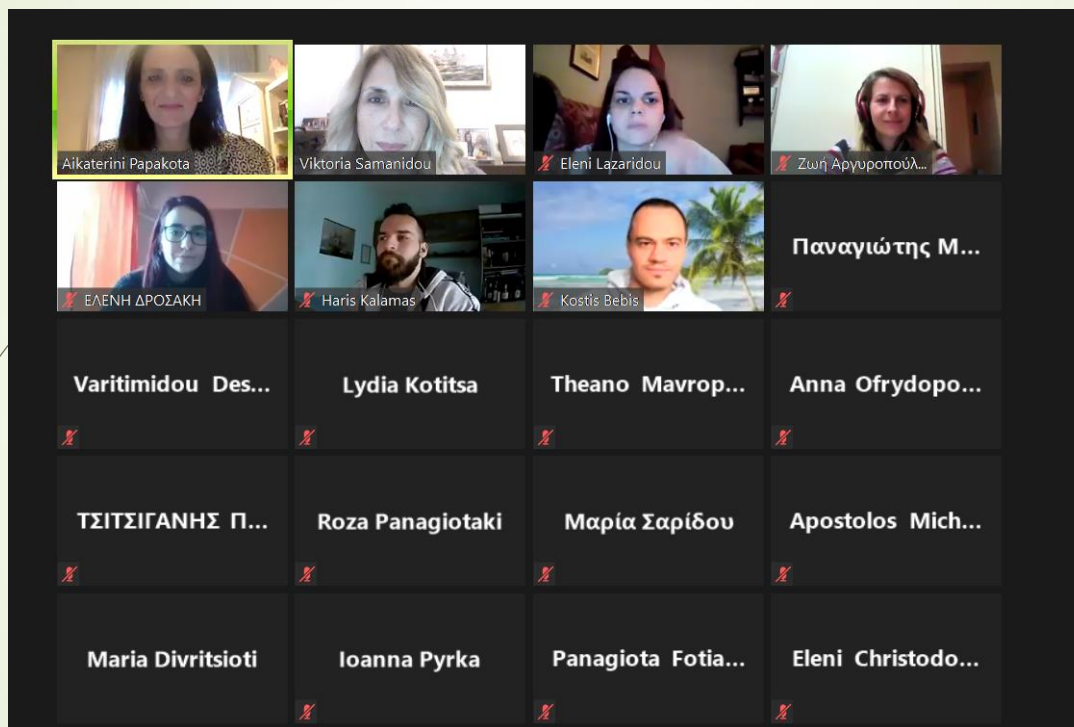 Aikaterini Papakota
Viktoria Samanidou
Eleni Lazaridou
Ζωή Αργυροπούλ...
ΕΛΕΝΗ ΔΡΟΣΑΚΗ
Haris Kalamas
Kostis Bebis
Παναγιώτης Μ...
Varitimidou Des...
Lydia Kotitsa
Theano Mavrop...
Anna Ofrydopo...
ΤΣΙΤΣΙΓΑΝΗΣ Π...
Roza Panagiotaki
Μαρία Σαρίδου
Apostolos Mich...
Maria Divritsioti
Ioanna Pyrka
Panagiota Fotia...
Eleni Christodo...